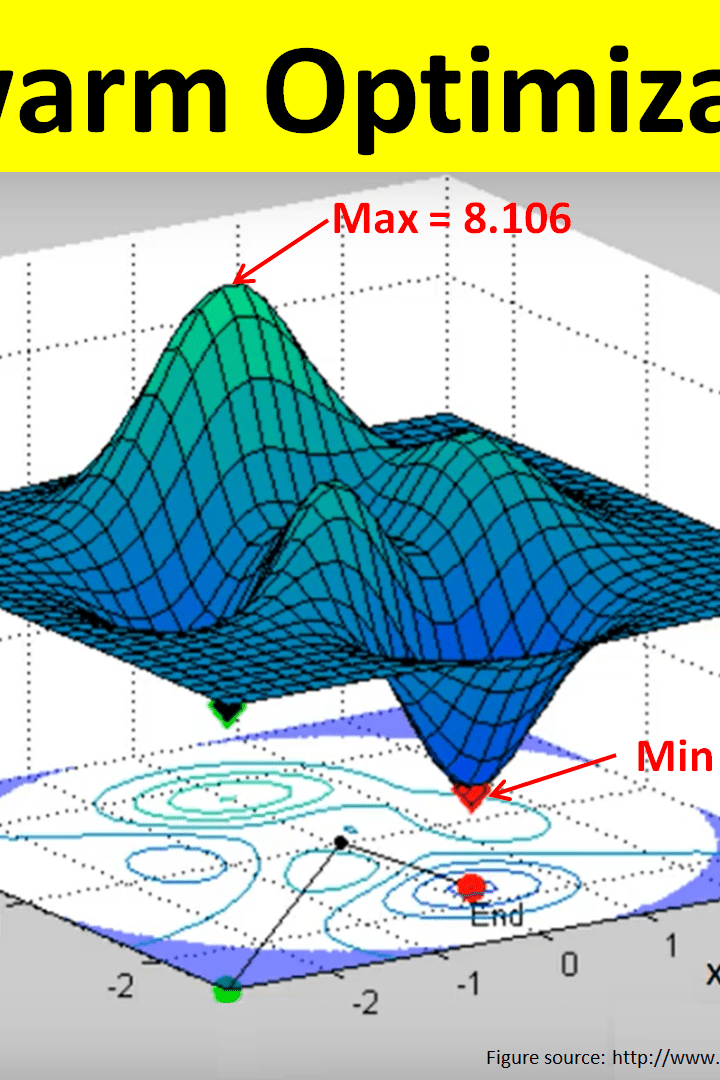 warm Optimiza
Max = 8.106
Min
End
-2
-2
-1
0
1
x
Figure source: http://www.